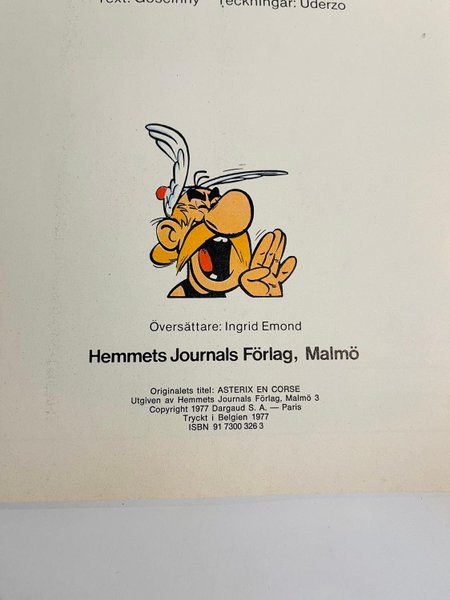 Text: Goscinny Teckningar: Uderzo
Översättare: Ingrid Emond
Hemmets Journals Förlag, Malmö
Originalets titel: ASTERIX EN CORSE
Utgiven av Hemmets Journals Förlag, Malmö 3
Copyright 1977 Dargaud S. A. — Paris
Tryckt i Belgien 1977
ISBN 91 7300 326 3